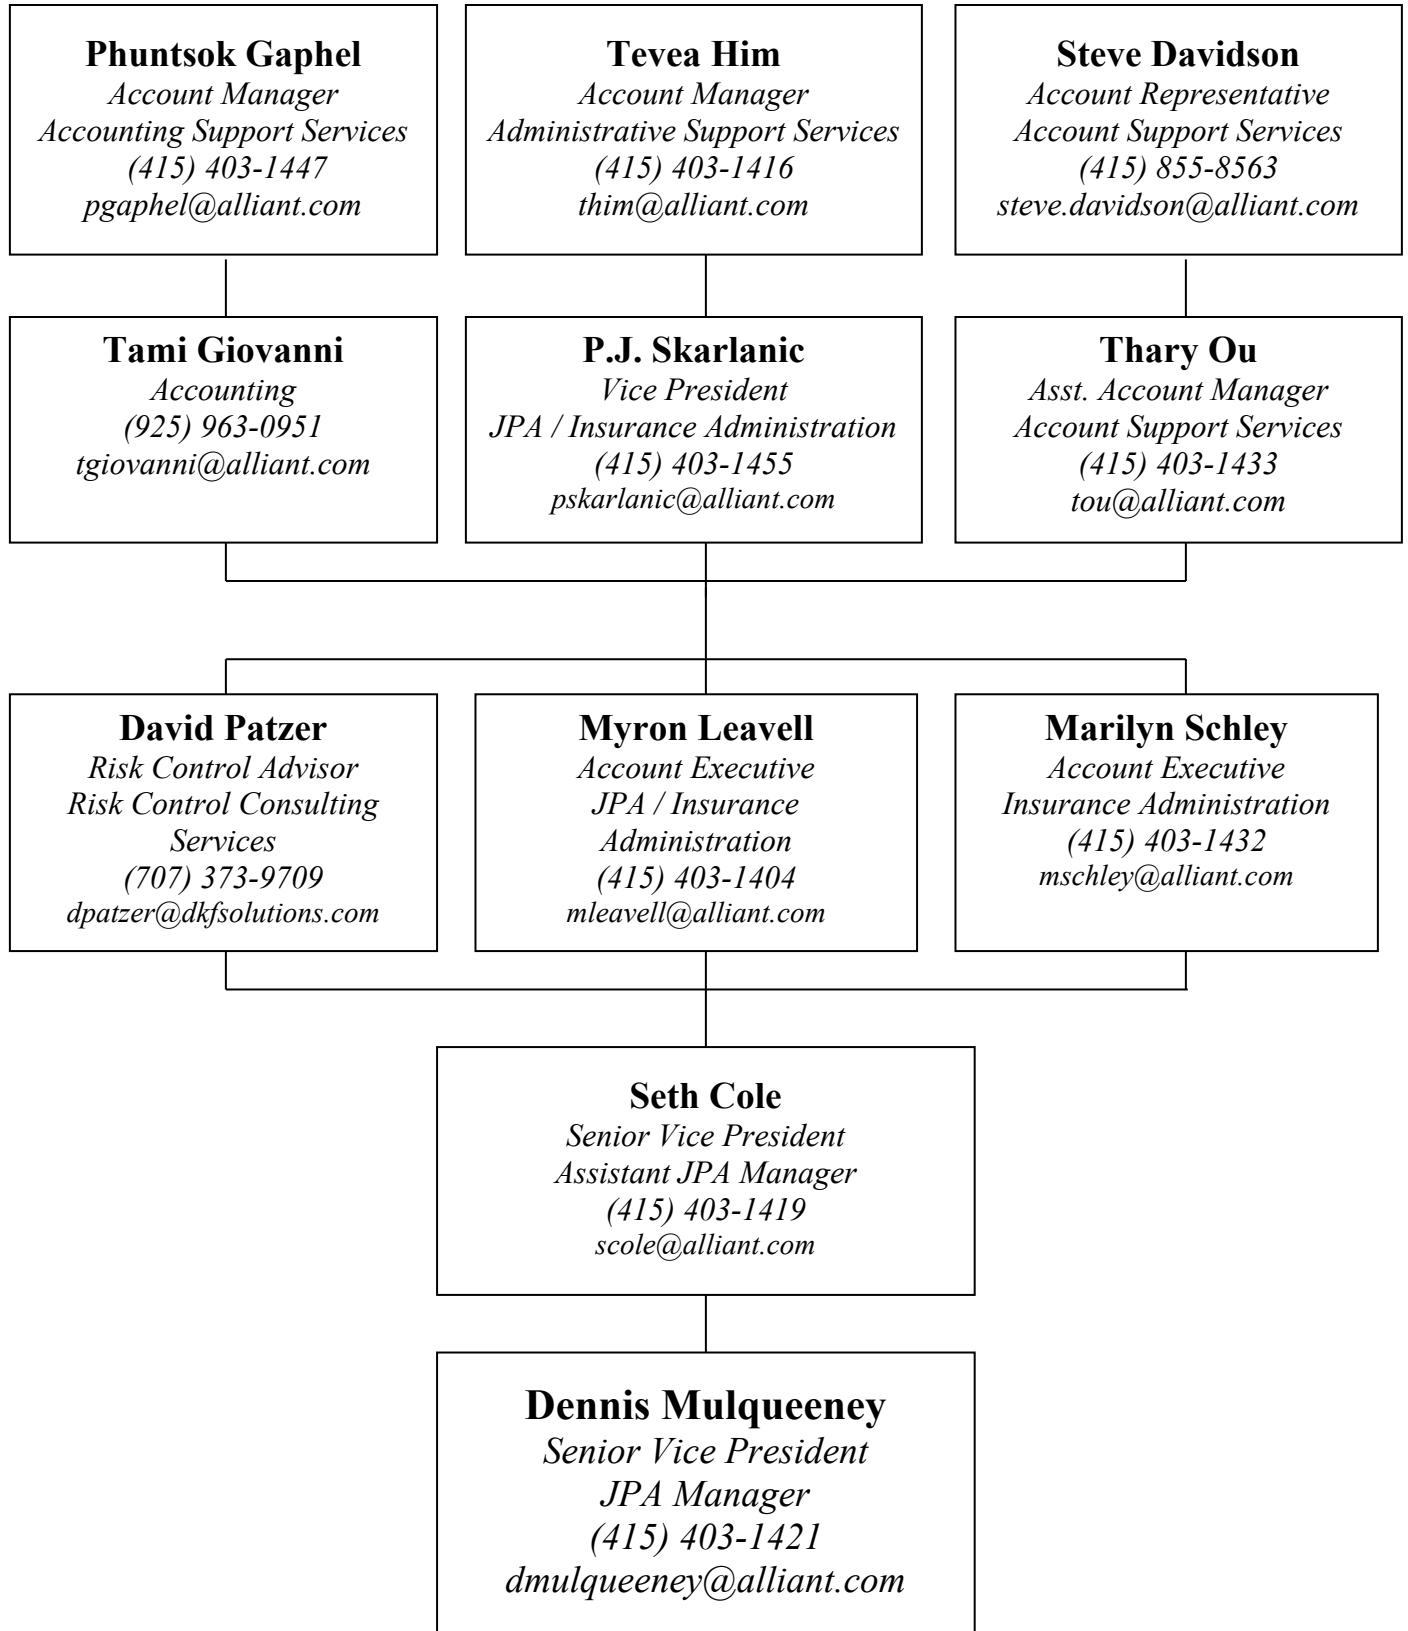 Phuntsok Gaphel
Account Manager
Accounting Support Services
(415) 403-1447
pgaphel@alliant.com
Tevea Him
Account Manager
Administrative Support Services
(415) 403-1416
thim@alliant.com
Steve Davidson
Account Representative
Account Support Services
(415) 855-8563
steve.davidson@alliant.com
Tami Giovanni
Accounting
(925) 963-0951
tgiovanni@alliant.com
P.J. Skarlanic
Vice President
JPA / Insurance Administration
(415) 403-1455
pskarlanic@alliant.com
Thary Ou
Asst. Account Manager
Account Support Services
(415) 403-1433
tou@alliant.com
David Patzer
Risk Control Advisor
Risk Control Consulting
Services
(707) 373-9709
dpatzer@dkfsolutions.com
Myron Leavell
Account Executive
JPA / Insurance
Administration
(415) 403-1404
mleavell@alliant.com
Marilyn Schley
Account Executive
Insurance Administration
(415) 403-1432
mschley@alliant.com
Seth Cole
Senior Vice President
Assistant JPA Manager
(415) 403-1419
scole@alliant.com
Dennis Mulqueeney
Senior Vice President
JPA Manager
(415) 403-1421
dmulqueeney@alliant.com